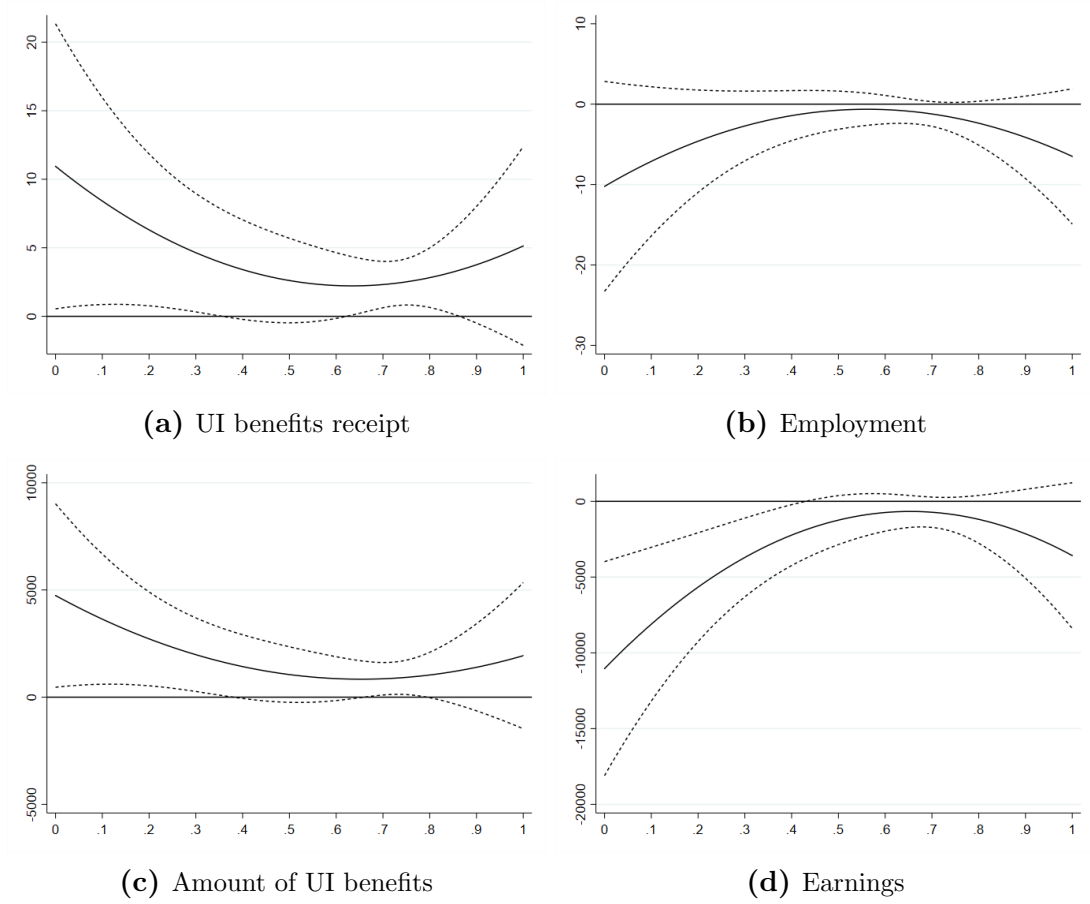 20
15
10
5
0
0 .1 .2 .3 .4 .5 .6 .7 .8 .9 1
(a) UI benefits receipt
10
0
-10
-20
-30
0 .1 .2 .3 .4 .5 .6 .7 .8 .9 1
(b) Employment
10000
5000
0
-5000
0 .1 .2 .3 .4 .5 .6 .7 .8 .9 1
(c) Amount of UI benefits
0
-5000
-10000
-15000
-20000
0 .1 .2 .3 .4 .5 .6 .7 .8 .9 1
(d) Earnings